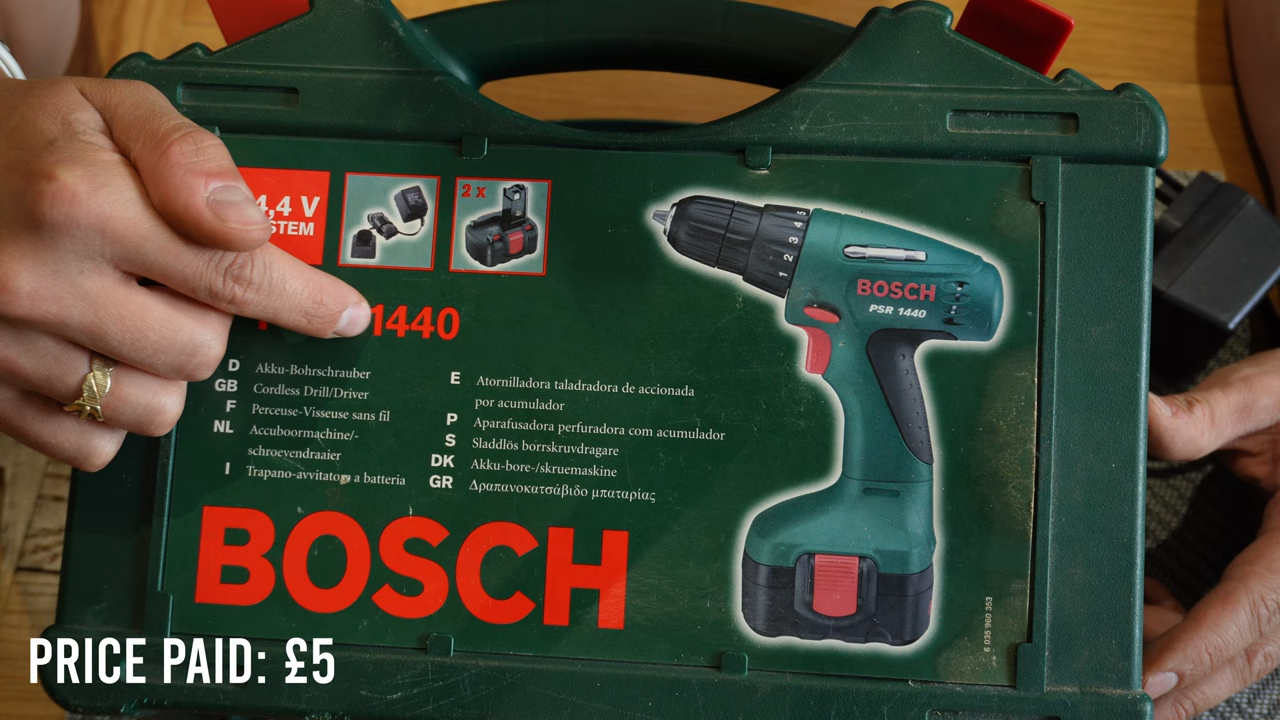 4,4 V
STEM
2 x
1440
D Akku-Bohrschrauber
GB Cordless Drill/Driver
F Perceuse-Visseuse sans fil
NL Accuboormachine/-
schroevendraaier
I Trapano-avvitatore a batteria
E Atornilladora taladradora de accionada
por acumulador
P Aparafusadora perfuradora com acumulador
S Sladdlös borrskruvdragare
DK Akku-bore-/skruemaskine
GR Δραπανοκατσάβιδο μπαταρίας
BOSCH
1 2 3 4 5
BOSCH
PSR 1440
6 035 960 353
PRICE PAID: £5